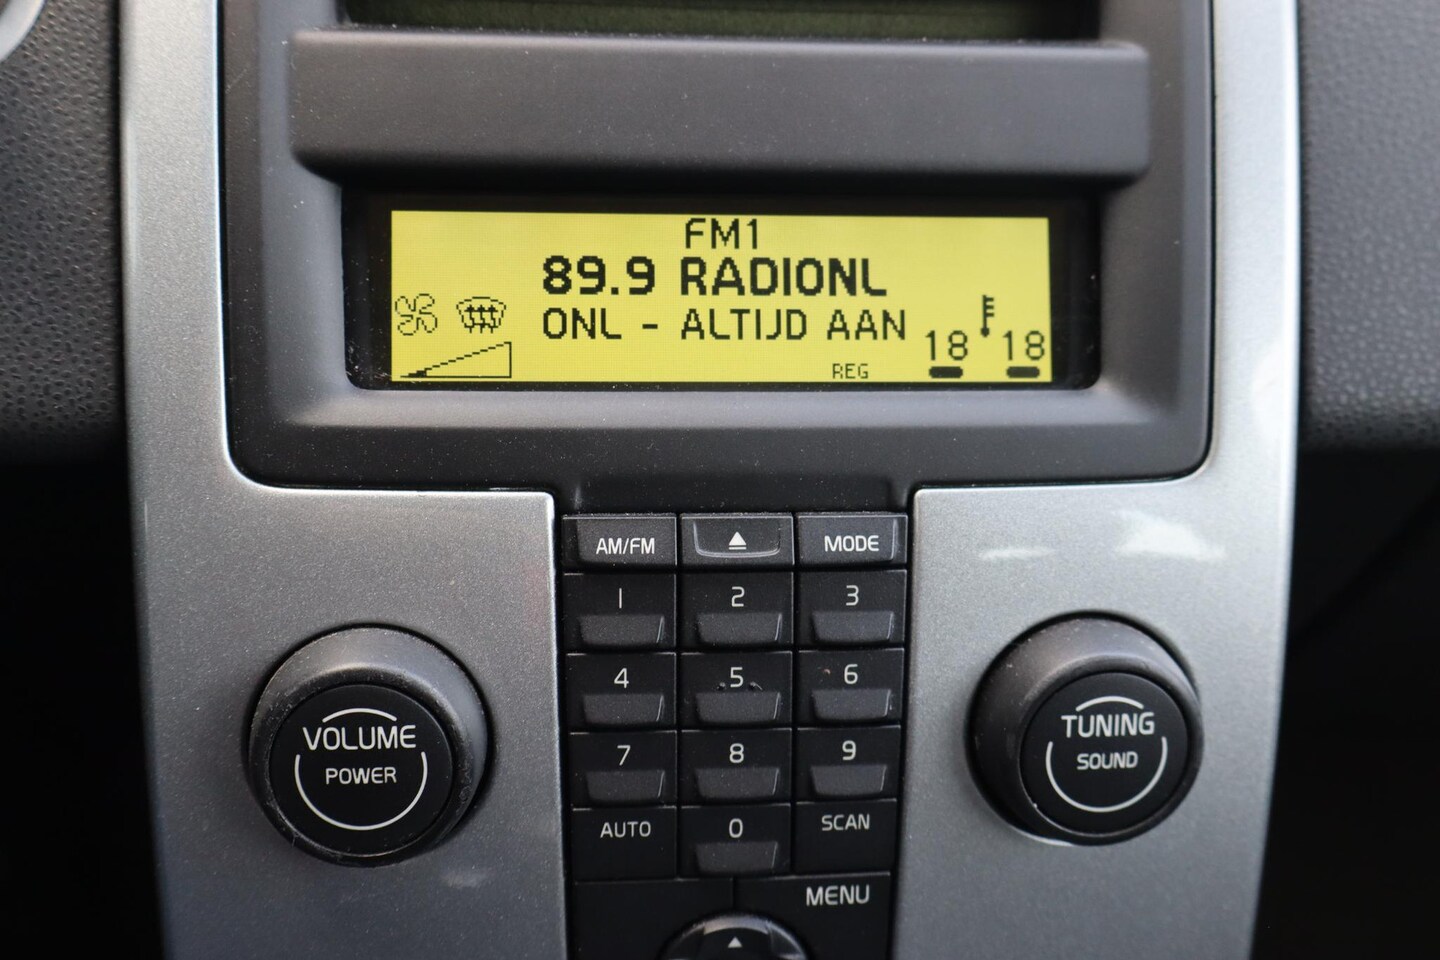 FM1
89.9 RADIONL
ONL - ALTIJD AAN
18 18
REG
AM/FM MODE
1 2 3
4 5 6
7 8 9
AUTO 0 SCAN
MENU
VOLUME
POWER
TUNING
SOUND